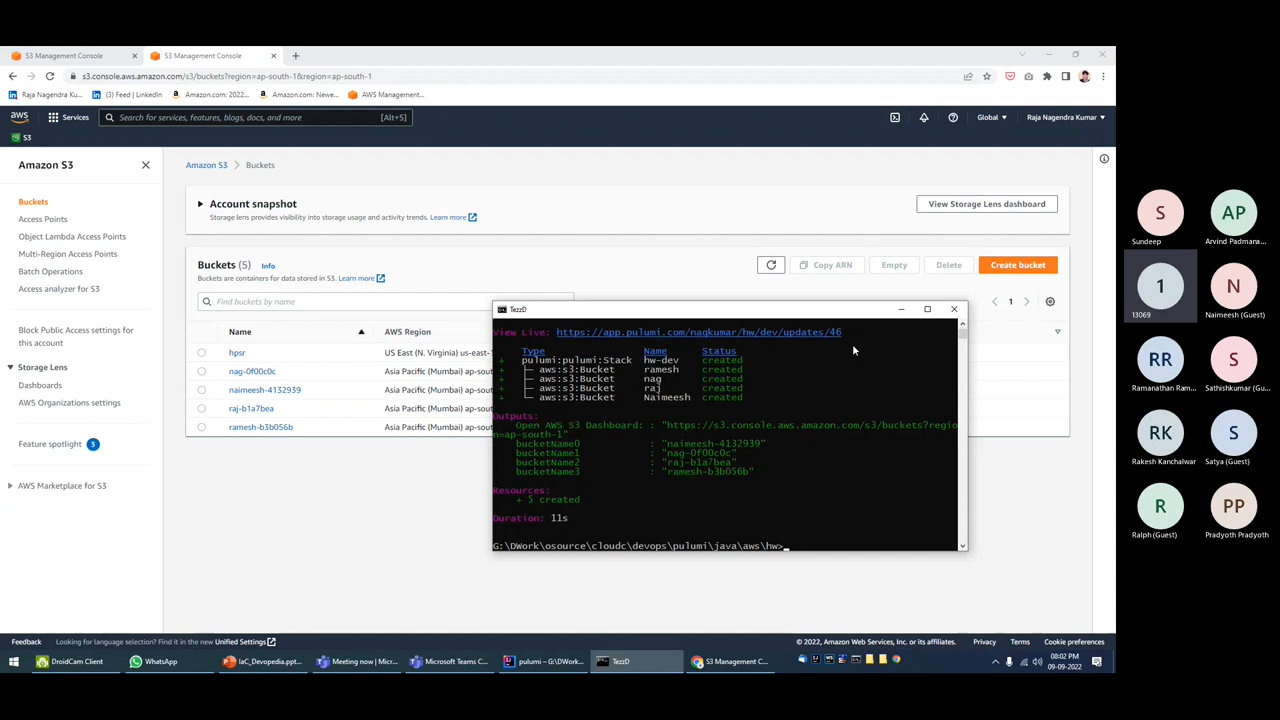 S3 Management Console
S3 Management Console
s3.console.aws.amazon.com/s3/buckets?region=ap-south-1&region=ap-south-1
Raja Nagendra Ku...
(3) Feed | LinkedIn
Amazon.com: 2022...
Amazon.com: Newe...
AWS Management...
aws
Services
Search for services, features, blogs, docs, and more
[Alt+S]
Global
Raja Nagendra Kumar
S3
Amazon S3
Buckets
Access Points
Object Lambda Access Points
Multi-Region Access Points
Batch Operations
Access analyzer for S3
Block Public Access settings for
this account
Storage Lens
Dashboards
AWS Organizations settings
Feature spotlight 3
AWS Marketplace for S3
Amazon S3 > Buckets
Account snapshot
Storage lens provides visibility into storage usage and activity trends. Learn more
View Storage Lens dashboard
Buckets (5) Info
Buckets are containers for data stored in S3. Learn more
Copy ARN
Empty
Delete
Create bucket
Find buckets by name
1
Name AWS Region
hpsr US East (N. Virginia) us-east-
nag-0f00c0c Asia Pacific (Mumbai) ap-sout
naimeesh-4132939 Asia Pacific (Mumbai) ap-sout
raj-b1a7bea Asia Pacific (Mumbai) ap-sout
ramesh-b3b056b Asia Pacific (Mumbai) ap-sout
TezzD
View Live: https://app.pulumi.com/nagkumar/hw/dev/updates/46
Type Name Status
+ pulumi:pulumi:Stack hw-dev created
+ aws:s3:Bucket ramesh created
+ aws:s3:Bucket nag created
+ aws:s3:Bucket raj created
+ aws:s3:Bucket Naimeesh created
Outputs:
Open AWS S3 Dashboard: : "https://s3.console.aws.amazon.com/s3/buckets?regio
n=ap-south-1"
bucketName0 : "naimeesh-4132939"
bucketName1 : "nag-0f00c0c"
bucketName2 : "raj-b1a7bea"
bucketName3 : "ramesh-b3b056b"
Resources:
+ 5 created
Duration: 11s
G:\DWork\osource\cloudc\devops\pulumi\java\aws\hw>_
Feedback
Looking for language selection? Find it in the new Unified Settings
© 2022, Amazon Web Services, Inc. or its affiliates.
Privacy
Terms
Cookie preferences
DroidCam Client
WhatsApp
IaC_Devopedia.ppt...
Meeting now | Micr...
Microsoft Teams C...
pulumi – G:\DWork...
TezzD
S3 Management C...
08:02 PM
09-09-2022
S
Sundeep
AP
Arvind Padmana...
1
13069
N
Naimeesh (Guest)
RR
Ramanathan Ram...
S
Sathishkumar (Gu...
RK
Rakesh Kanchalwar
S
Satya (Guest)
R
Ralph (Guest)
PP
Pradyoth Pradyoth